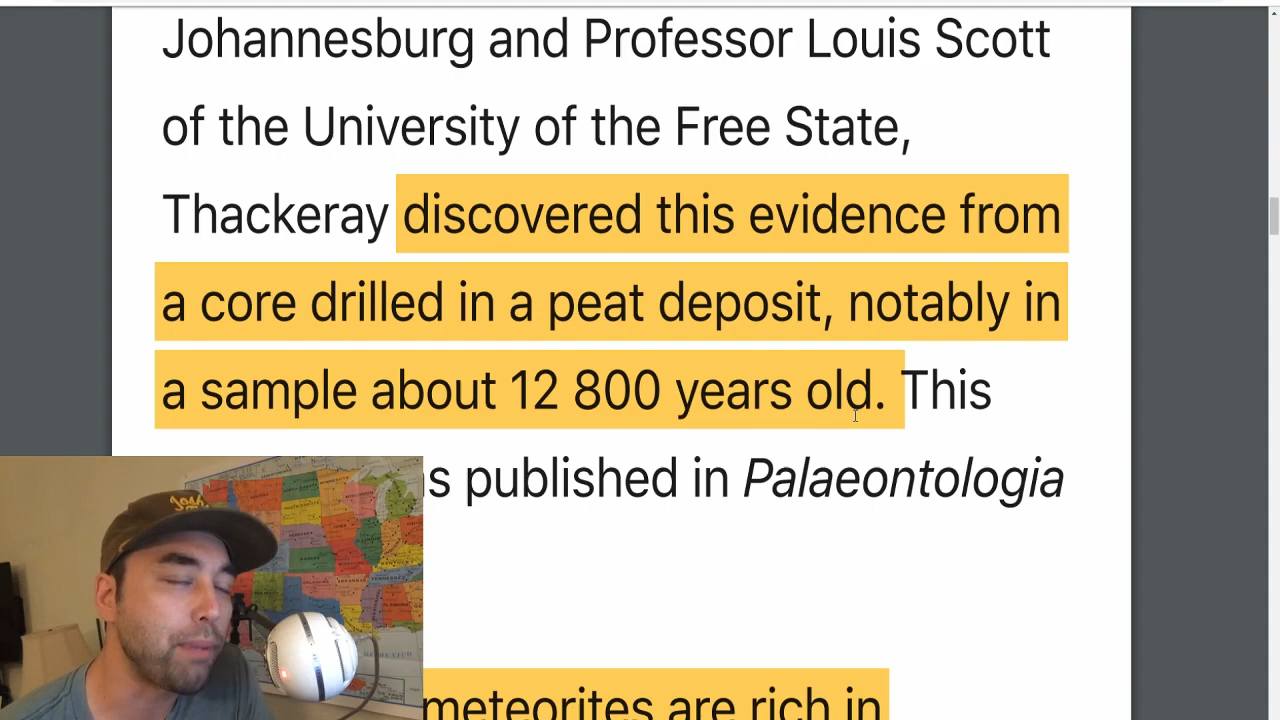 Johannesburg and Professor Louis Scott
of the University of the Free State,
Thackeray discovered this evidence from
a core drilled in a peat deposit, notably in
a sample about 12 800 years old. This
s published in Palaeontologia
meteorites are rich in